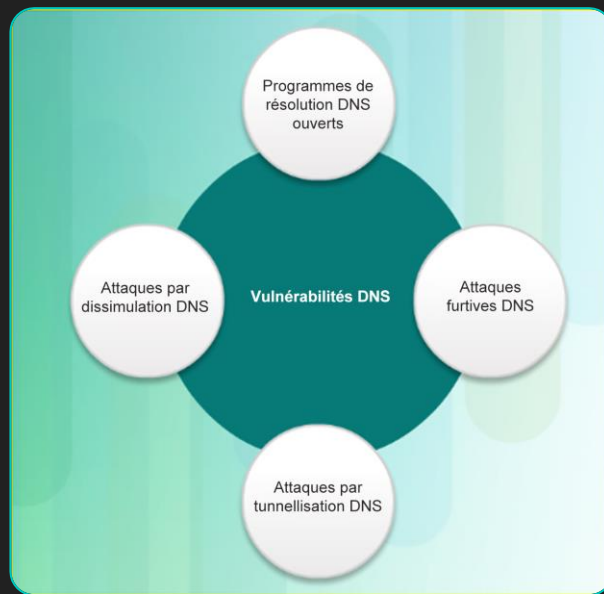 Programmes de
résolution DNS
ouverts
Attaques par
dissimulation DNS
Vulnérabilités DNS
Attaques
furtives DNS
Attaques par
tunnellisation DNS